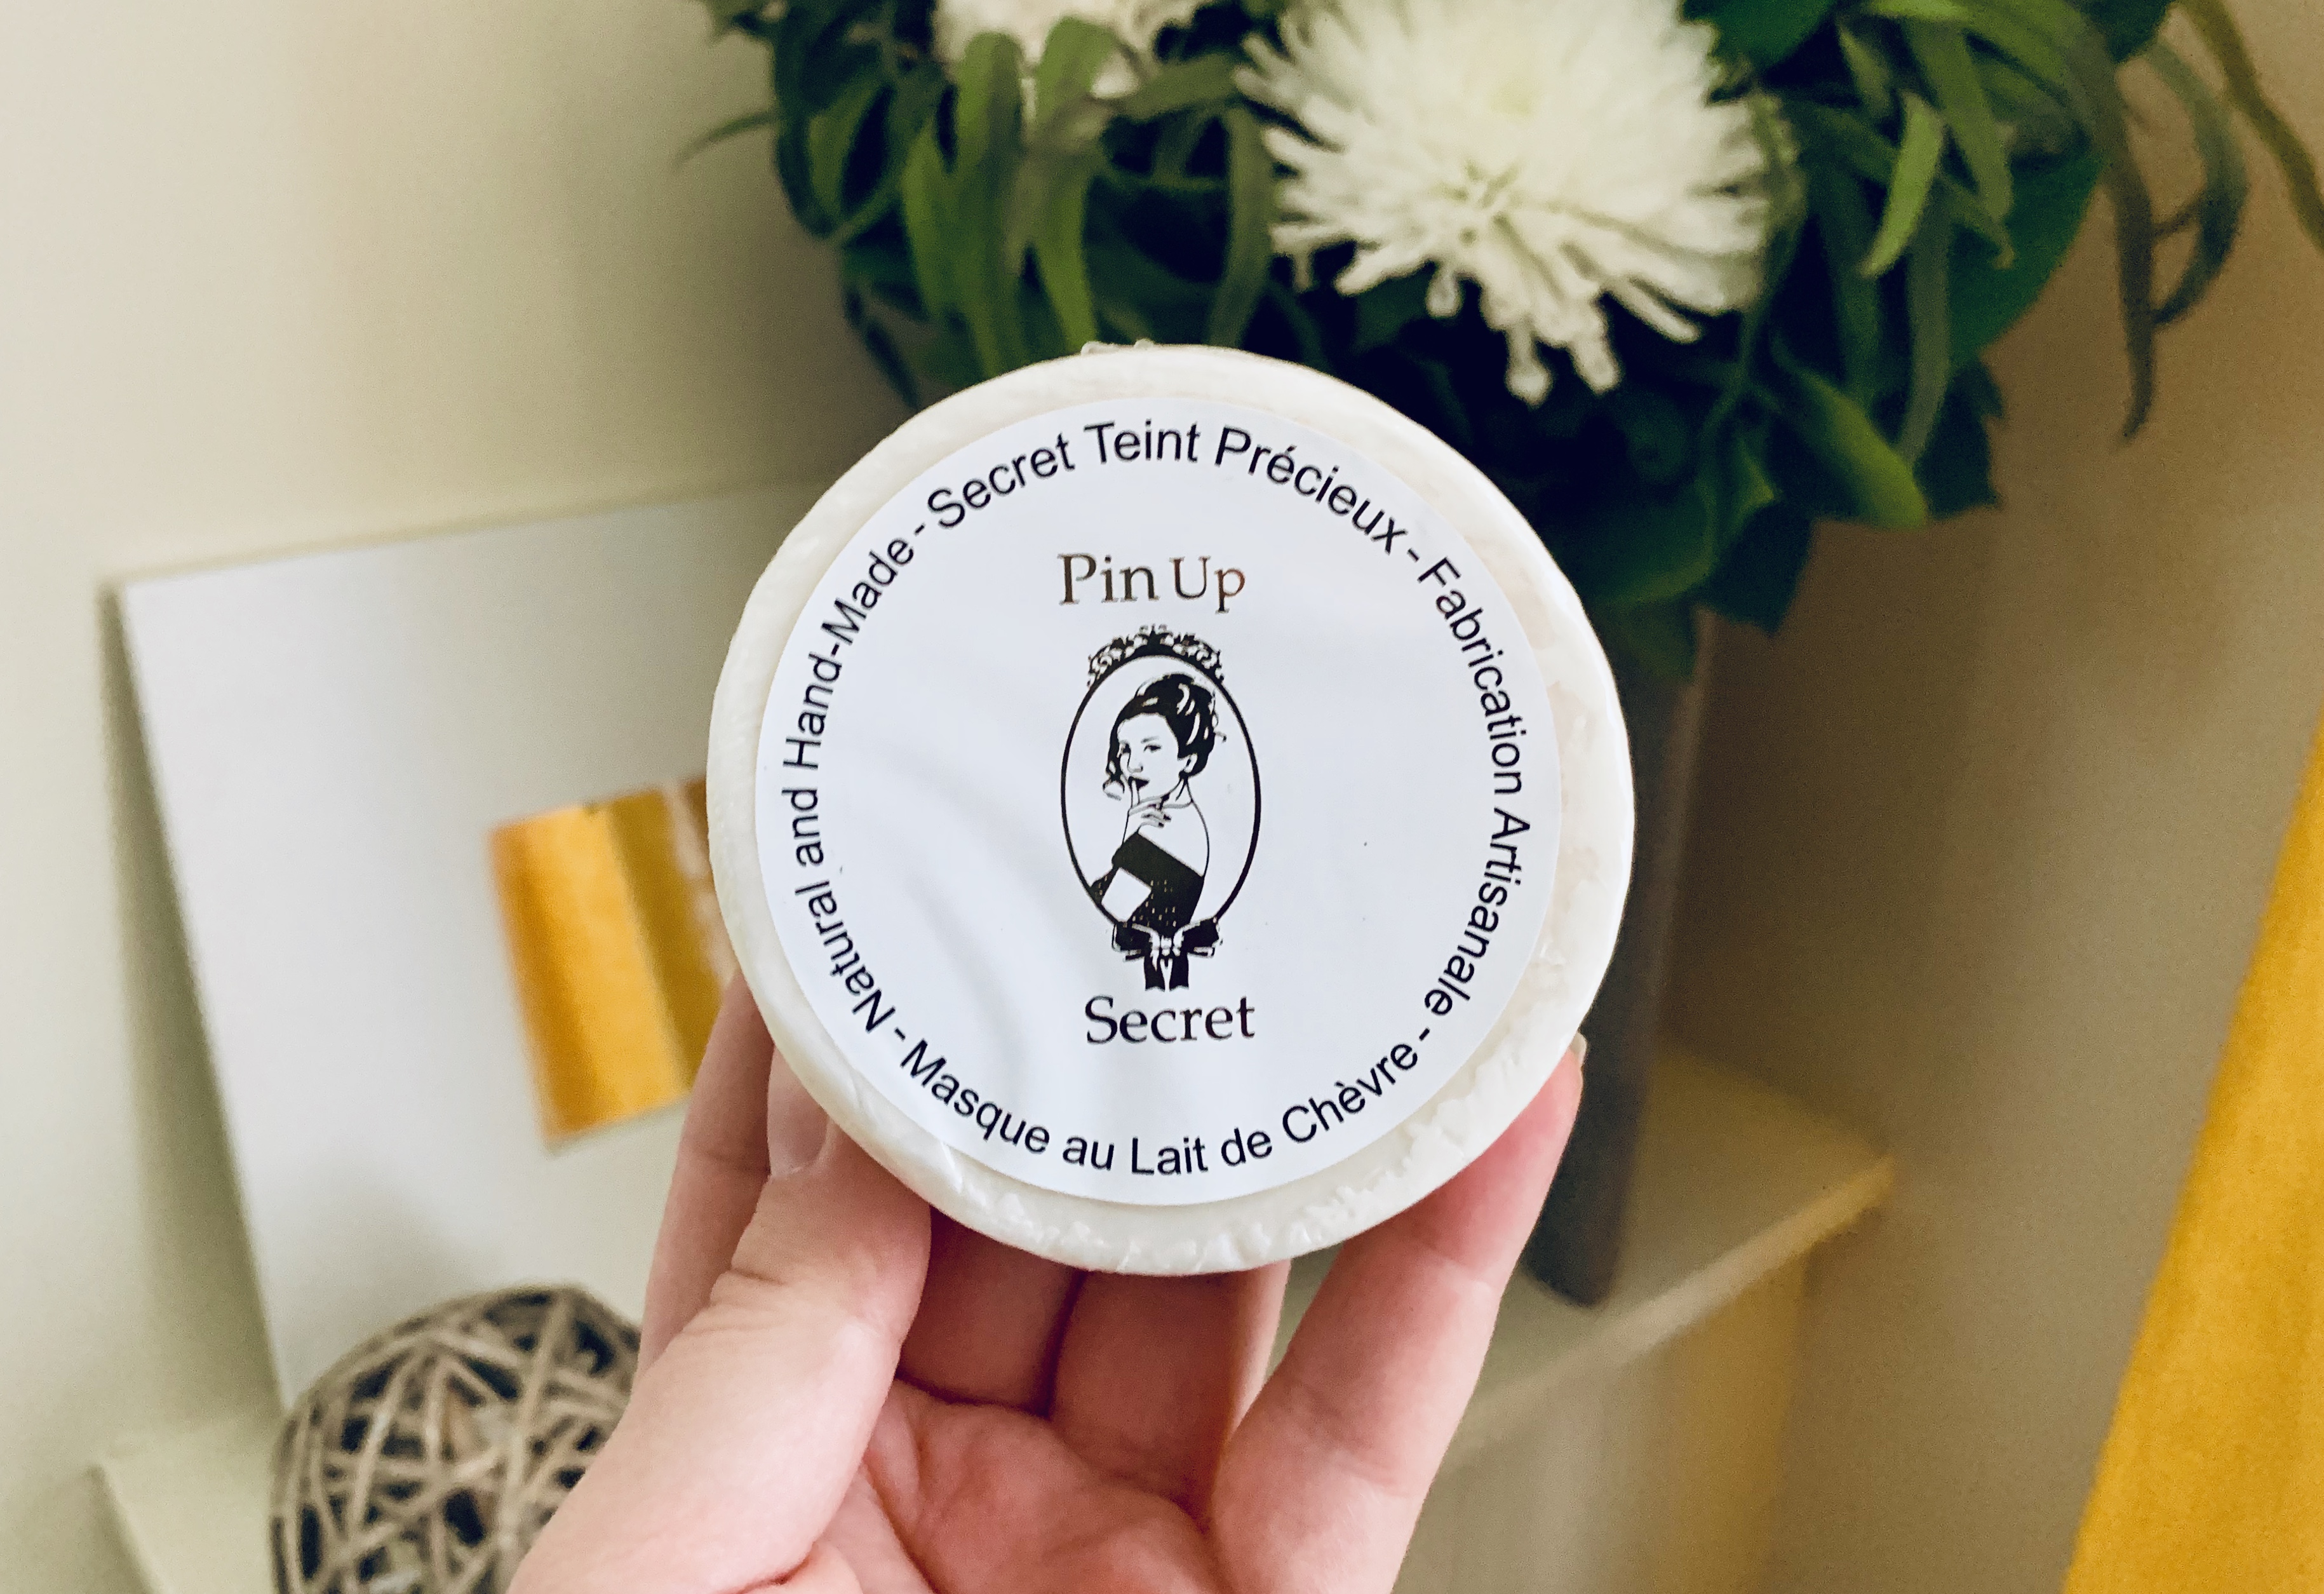 Secret Teint Précieux - Fabrication Artisanale - Masque au Lait de Chèvre - Natural and Hand-Made -
Pin Up
Secret